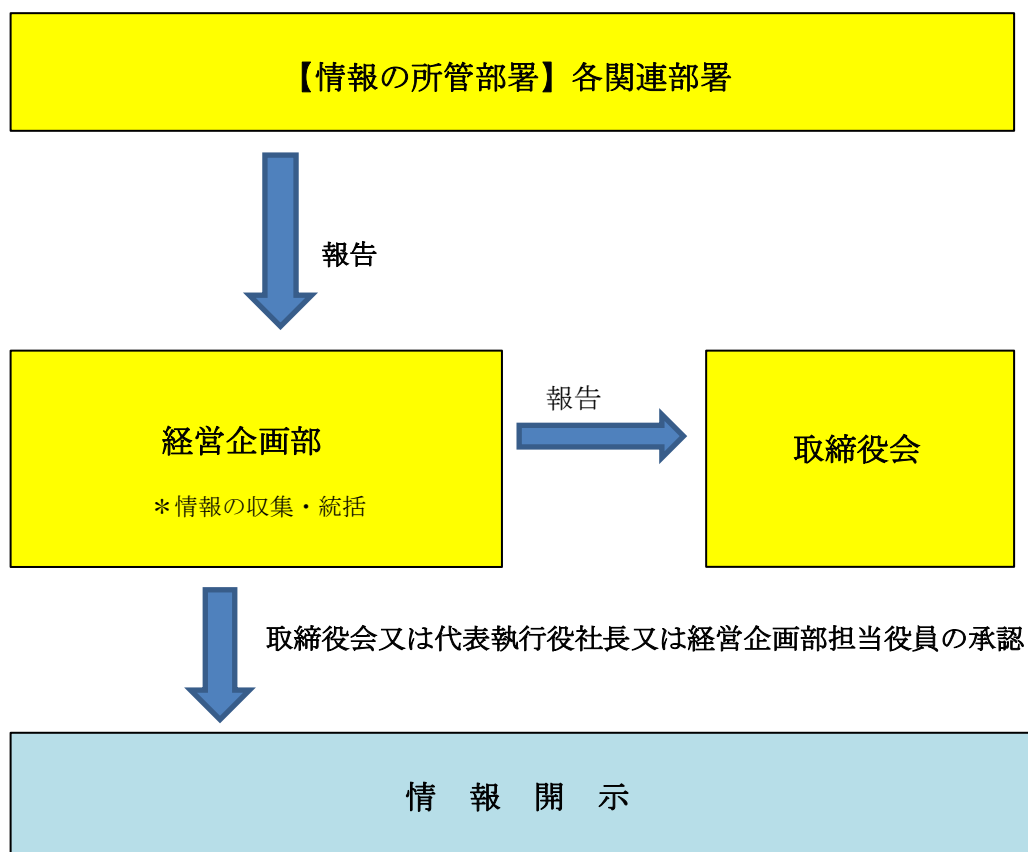 【情報の所管部署】各関連部署
報告
報告
経営企画部
＊情報の収集・統括
取締役会
取締役会又は代表執行役社長又は経営企画部担当役員の承認
情　報　開　示